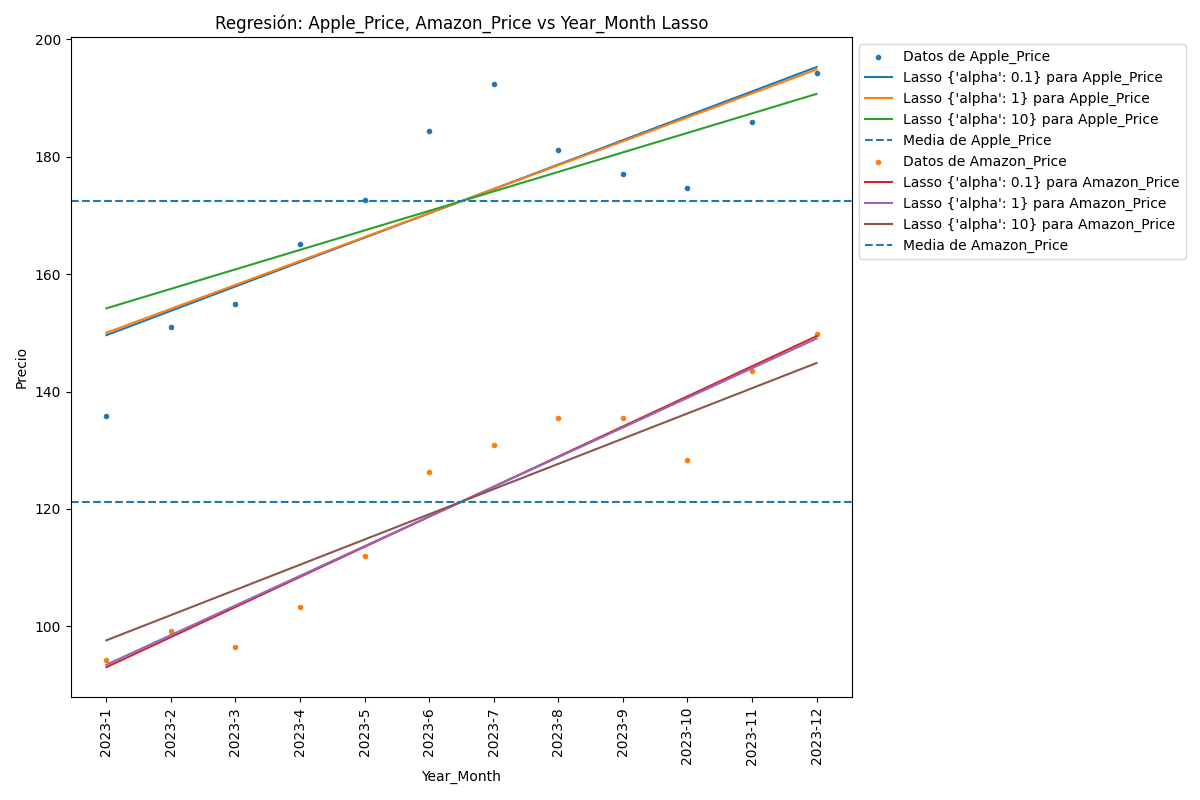 Regresión: Apple_Price, Amazon_Price vs Year_Month Lasso
200
180
160
140
120
100
Precio
2023-1
2023-2
2023-3
2023-4
2023-5
2023-6
2023-7
2023-8
2023-9
2023-10
2023-11
2023-12
Year_Month
Datos de Apple_Price
Lasso {'alpha': 0.1} para Apple_Price
Lasso {'alpha': 1} para Apple_Price
Lasso {'alpha': 10} para Apple_Price
Media de Apple_Price
Datos de Amazon_Price
Lasso {'alpha': 0.1} para Amazon_Price
Lasso {'alpha': 1} para Amazon_Price
Lasso {'alpha': 10} para Amazon_Price
Media de Amazon_Price